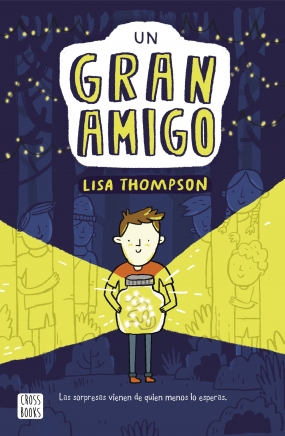 UN
GRAN
AMIGO
LISA THOMPSON
Las sorpresas vienen de quien menos lo esperas.
CROSS
BOOKS